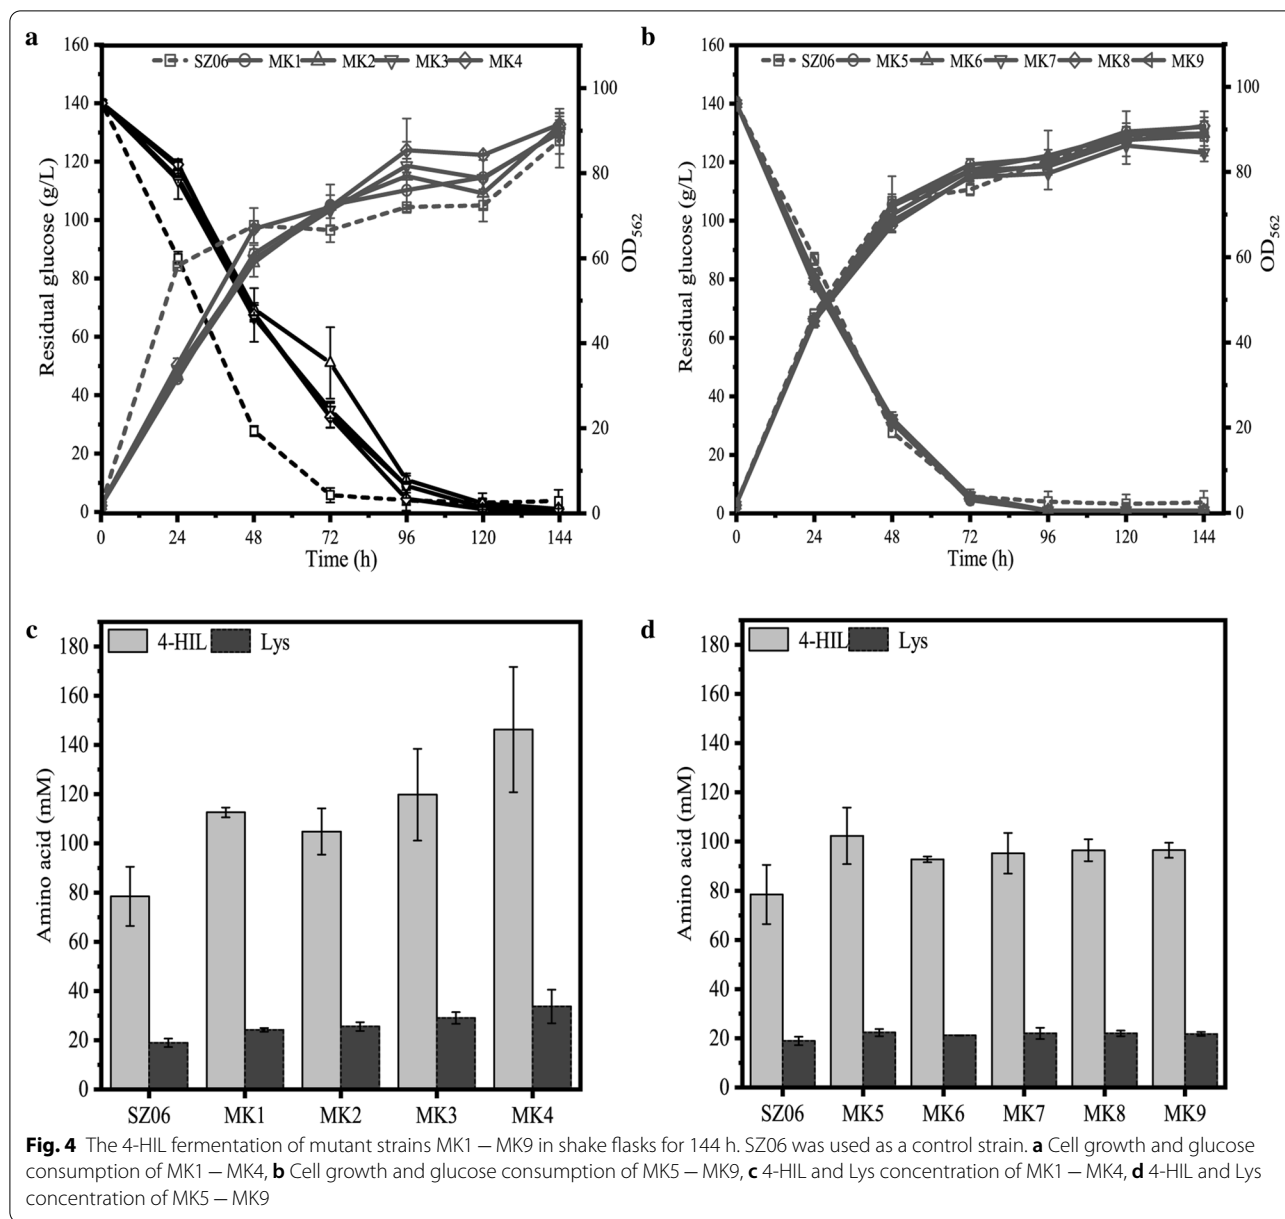 a
160
140
120
100
80
60
40
20
0
Residual glucose (g/L)
SZ06 MK1 MK2 MK3 MK4
100
80
60
40
20
0
OD562
0 24 48 72 96 120 144
Time (h)
b
160
140
120
100
80
60
40
20
0
Residual glucose (g/L)
SZ06 MK5 MK6 MK7 MK8 MK9
100
80
60
40
20
0
OD562
0 24 48 72 96 120 144
Time (h)
c
180
160
140
120
100
80
60
40
20
0
Amino acid (mM)
4-HIL Lys
SZ06 MK1 MK2 MK3 MK4
d
180
160
140
120
100
80
60
40
20
0
Amino acid (mM)
4-HIL Lys
SZ06 MK5 MK6 MK7 MK8 MK9
Fig. 4 The 4-HIL fermentation of mutant strains MK1 — MK9 in shake flasks for 144 h. SZ06 was used as a control strain. a Cell growth and glucose
consumption of MK1 — MK4, b Cell growth and glucose consumption of MK5 — MK9, c 4-HIL and Lys concentration of MK1 — MK4, d 4-HIL and Lys
concentration of MK5 — MK9